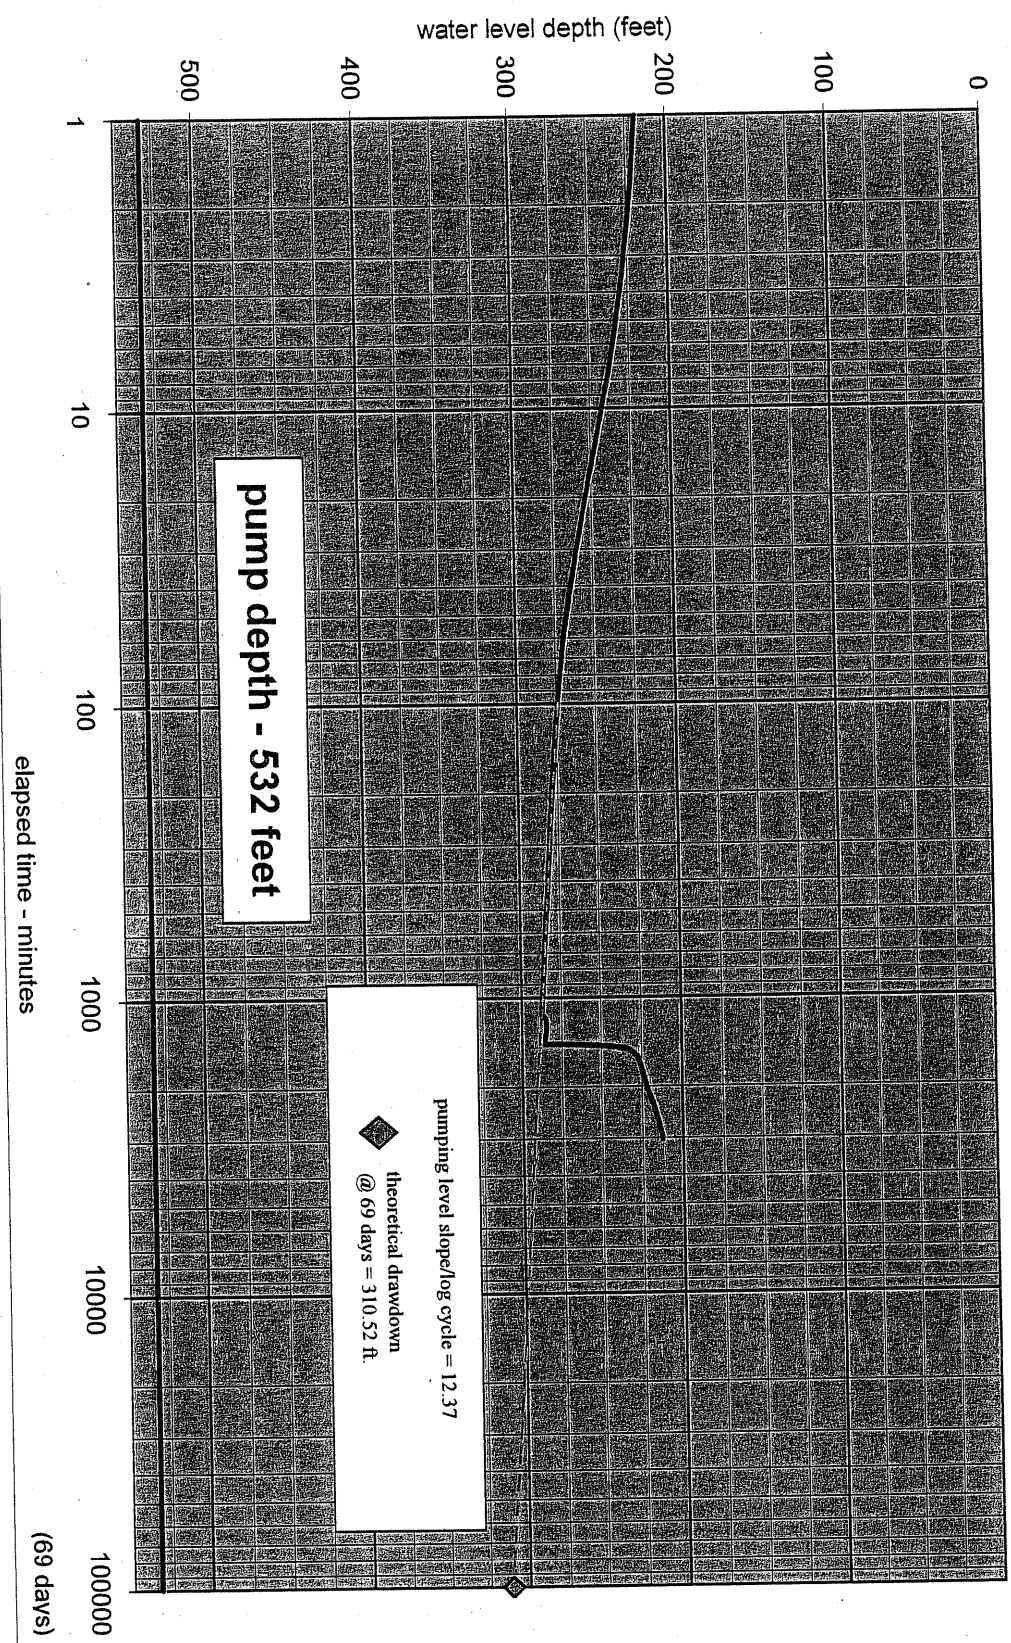 water level depth (feet)
0
100
200
300
400
500
pump depth - 532 feet
pumping level slope/log cycle = 12.37
theoretical drawdown
@ 69 days = 310.52 ft.
1
10
100
1000
10000
100000
(69 days)
elapsed time - minutes